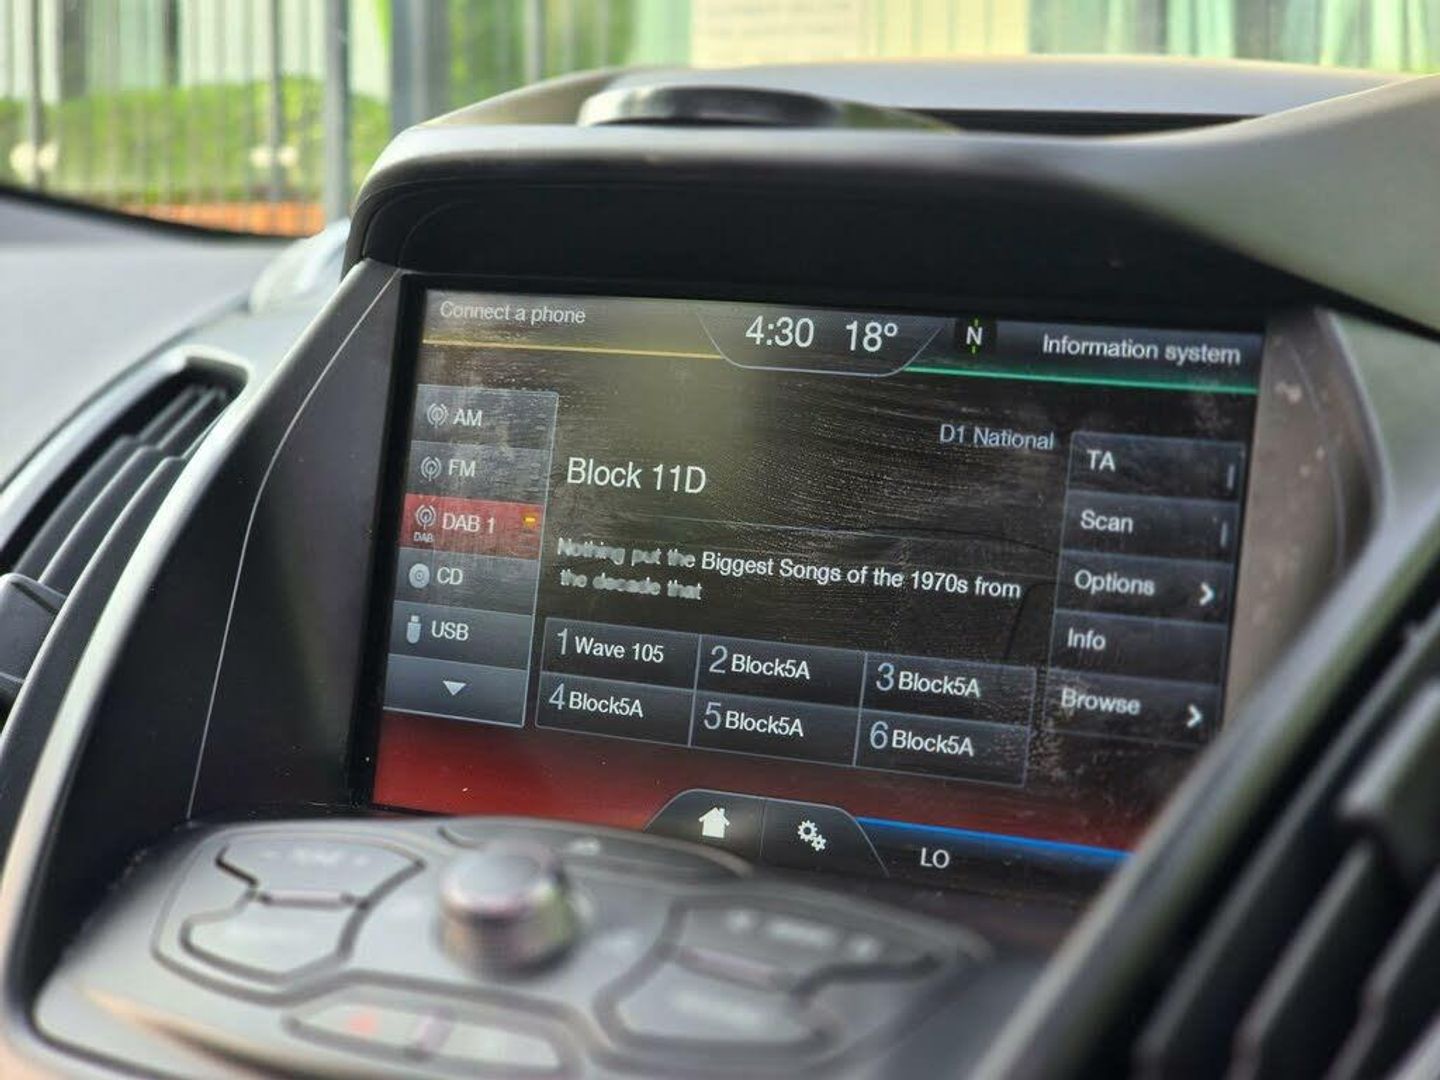 Connect a phone
4:30 18° N Information system
AM
FM
DAB 1
DAB
CD
USB
D1 National
Block 11D
Nothing put the Biggest Songs of the 1970s from
the decade that
1 Wave 105 2 Block5A 3 Block5A
4 Block5A 5 Block5A 6 Block5A
TA
Scan
Options
Info
Browse
LO